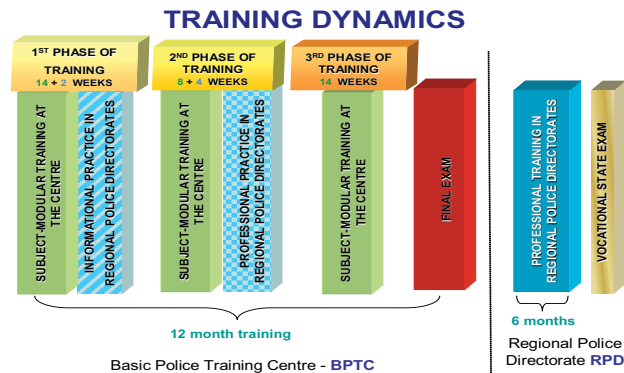 TRAINING DYNAMICS
1ST PHASE OF
TRAINING
14 + 2 WEEKS
2ND PHASE OF
TRAINING
8 + 4 WEEKS
3RD PHASE OF
TRAINING
14 WEEKS
SUBJECT-MODULAR TRAINING AT
THE CENTRE
INFORMATIONAL PRACTICE IN
REGIONAL POLICE DIRECTORATES
SUBJECT-MODULAR TRAINING AT
THE CENTRE
PROFESSIONAL PRACTICE IN
REGIONAL POLICE DIRECTORATES
SUBJECT-MODULAR TRAINING AT
THE CENTRE
FINAL EXAM
PROFESSIONAL TRAINING IN
REGIONAL POLICE DIRECTORATES
VOCATIONAL STATE EXAM
12 month training
Basic Police Training Centre - BPTC
6 months
Regional Police
Directorate RPD